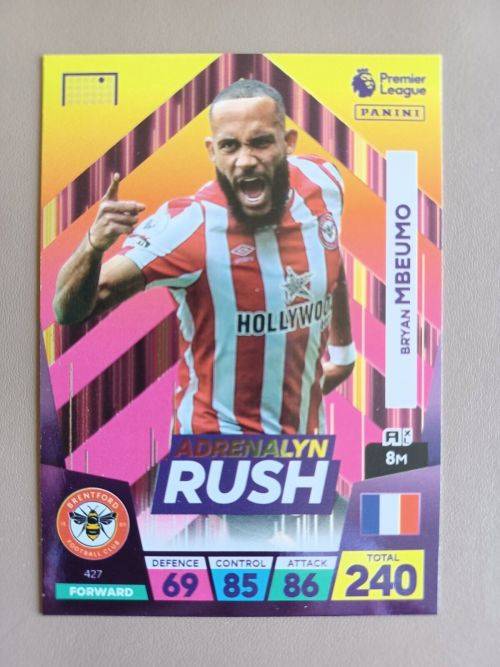 Premier
League
PANINI
BRYAN MBEUMO
HOLLYWOOD
8M
ADRENALYN
RUSH
BRENTFORD
FOOTBALL CLUB
427
FORWARD
DEFENCE
69
CONTROL
85
ATTACK
86
TOTAL
240